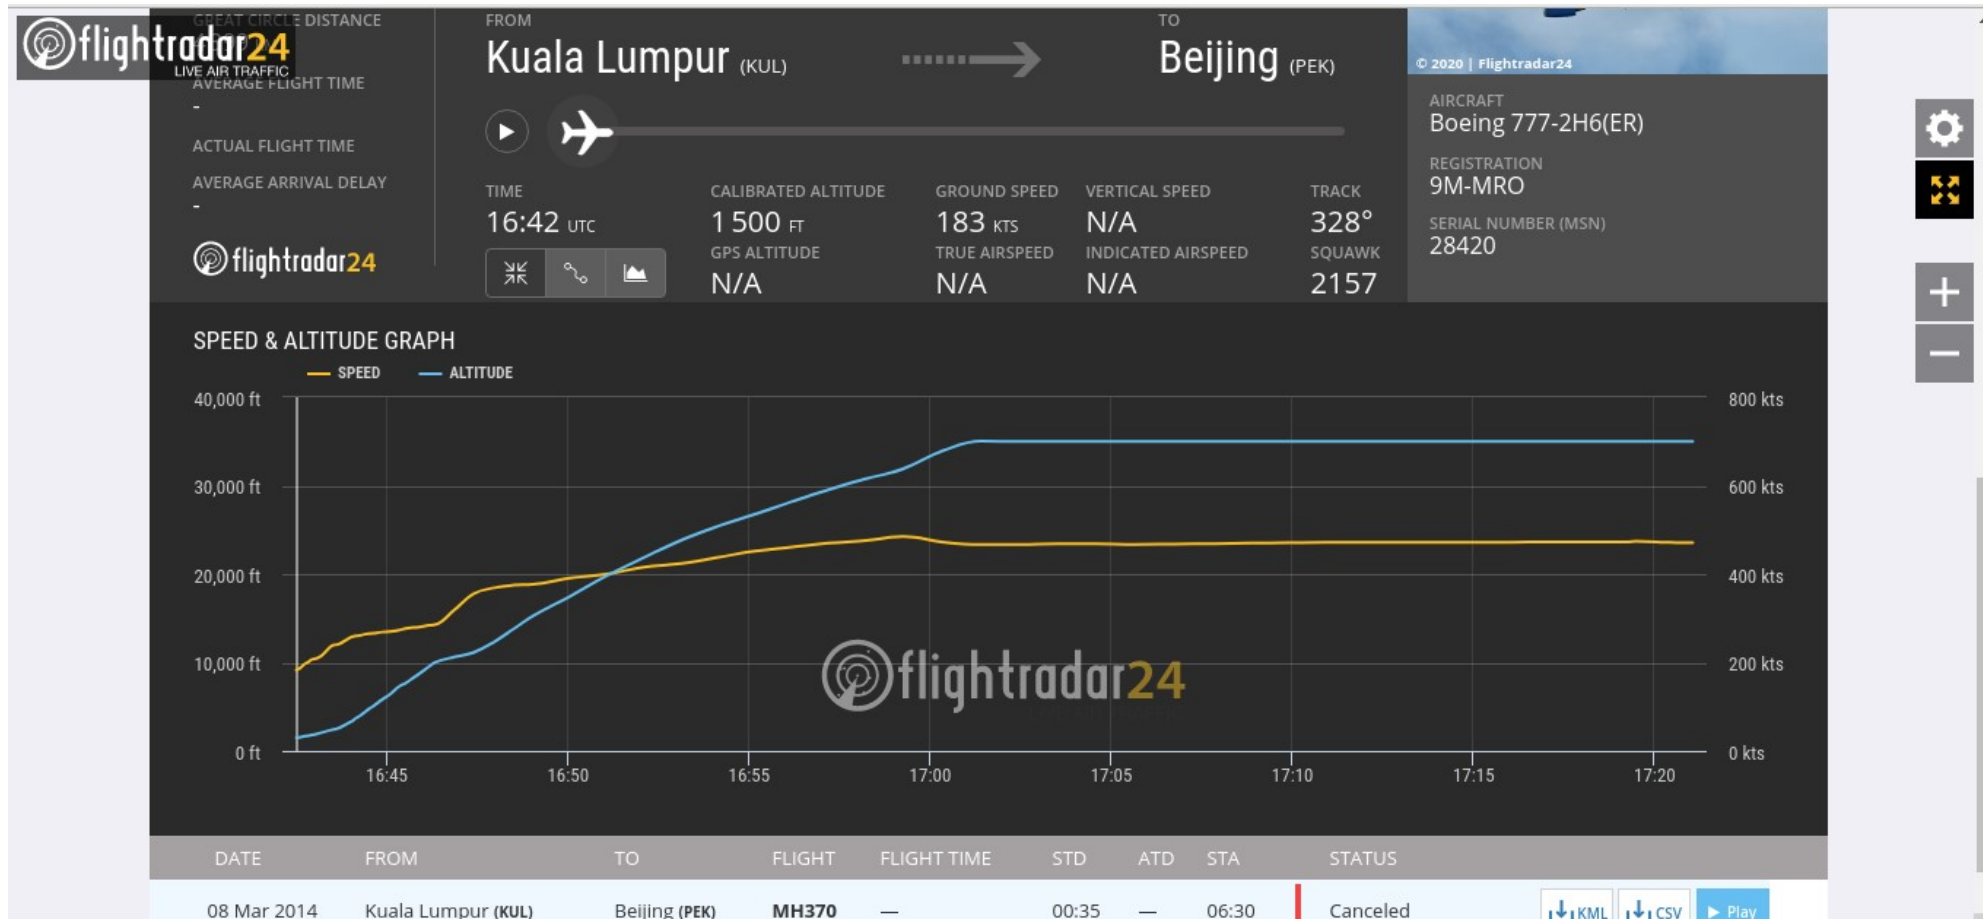 GREAT CIRCLE DISTANCE
flightradar24
LIVE AIR TRAFFIC
AVERAGE FLIGHT TIME
-
ACTUAL FLIGHT TIME
AVERAGE ARRIVAL DELAY
-
flightradar24
FROM
Kuala Lumpur (KUL)
TO
Beijing (PEK)
TIME
16:42 UTC
CALIBRATED ALTITUDE
1 500 FT
GPS ALTITUDE
N/A
GROUND SPEED
183 KTS
TRUE AIRSPEED
N/A
VERTICAL SPEED
N/A
INDICATED AIRSPEED
N/A
TRACK
328°
SQUAWK
2157
© 2020 | Flightradar24
AIRCRAFT
Boeing 777-2H6(ER)
REGISTRATION
9M-MRO
SERIAL NUMBER (MSN)
28420
SPEED & ALTITUDE GRAPH
SPEED ALTITUDE
40,000 ft 800 kts
30,000 ft 600 kts
20,000 ft 400 kts
10,000 ft 200 kts
flightradar24
0 ft 0 kts
16:45 16:50 16:55 17:00 17:05 17:10 17:15 17:20
DATE FROM TO FLIGHT FLIGHT TIME STD ATD STA STATUS
08 Mar 2014 Kuala Lumpur (KUL) Beijing (PEK) MH370 — 00:35 — 06:30 Canceled KML CSV Play